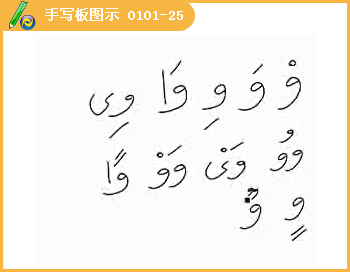 手写板图示 0101-25
وُ وَ وِ وَا وِى
وُو وَىْ وَوْ وًا
وٍ وٌ